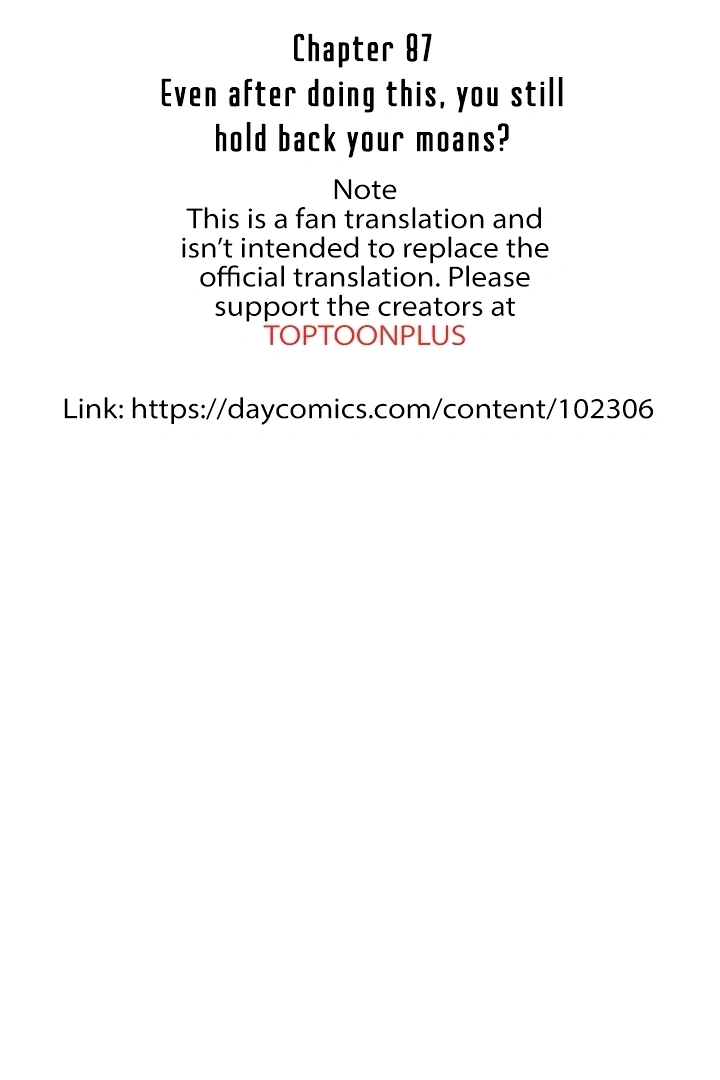 Chapter 87
Even after doing this, you still
hold back your moans?
Note
This is a fan translation and
isn't intended to replace the
official translation. Please
support the creators at
TOPTOONPLUS
Link: https://daycomics.com/content/102306